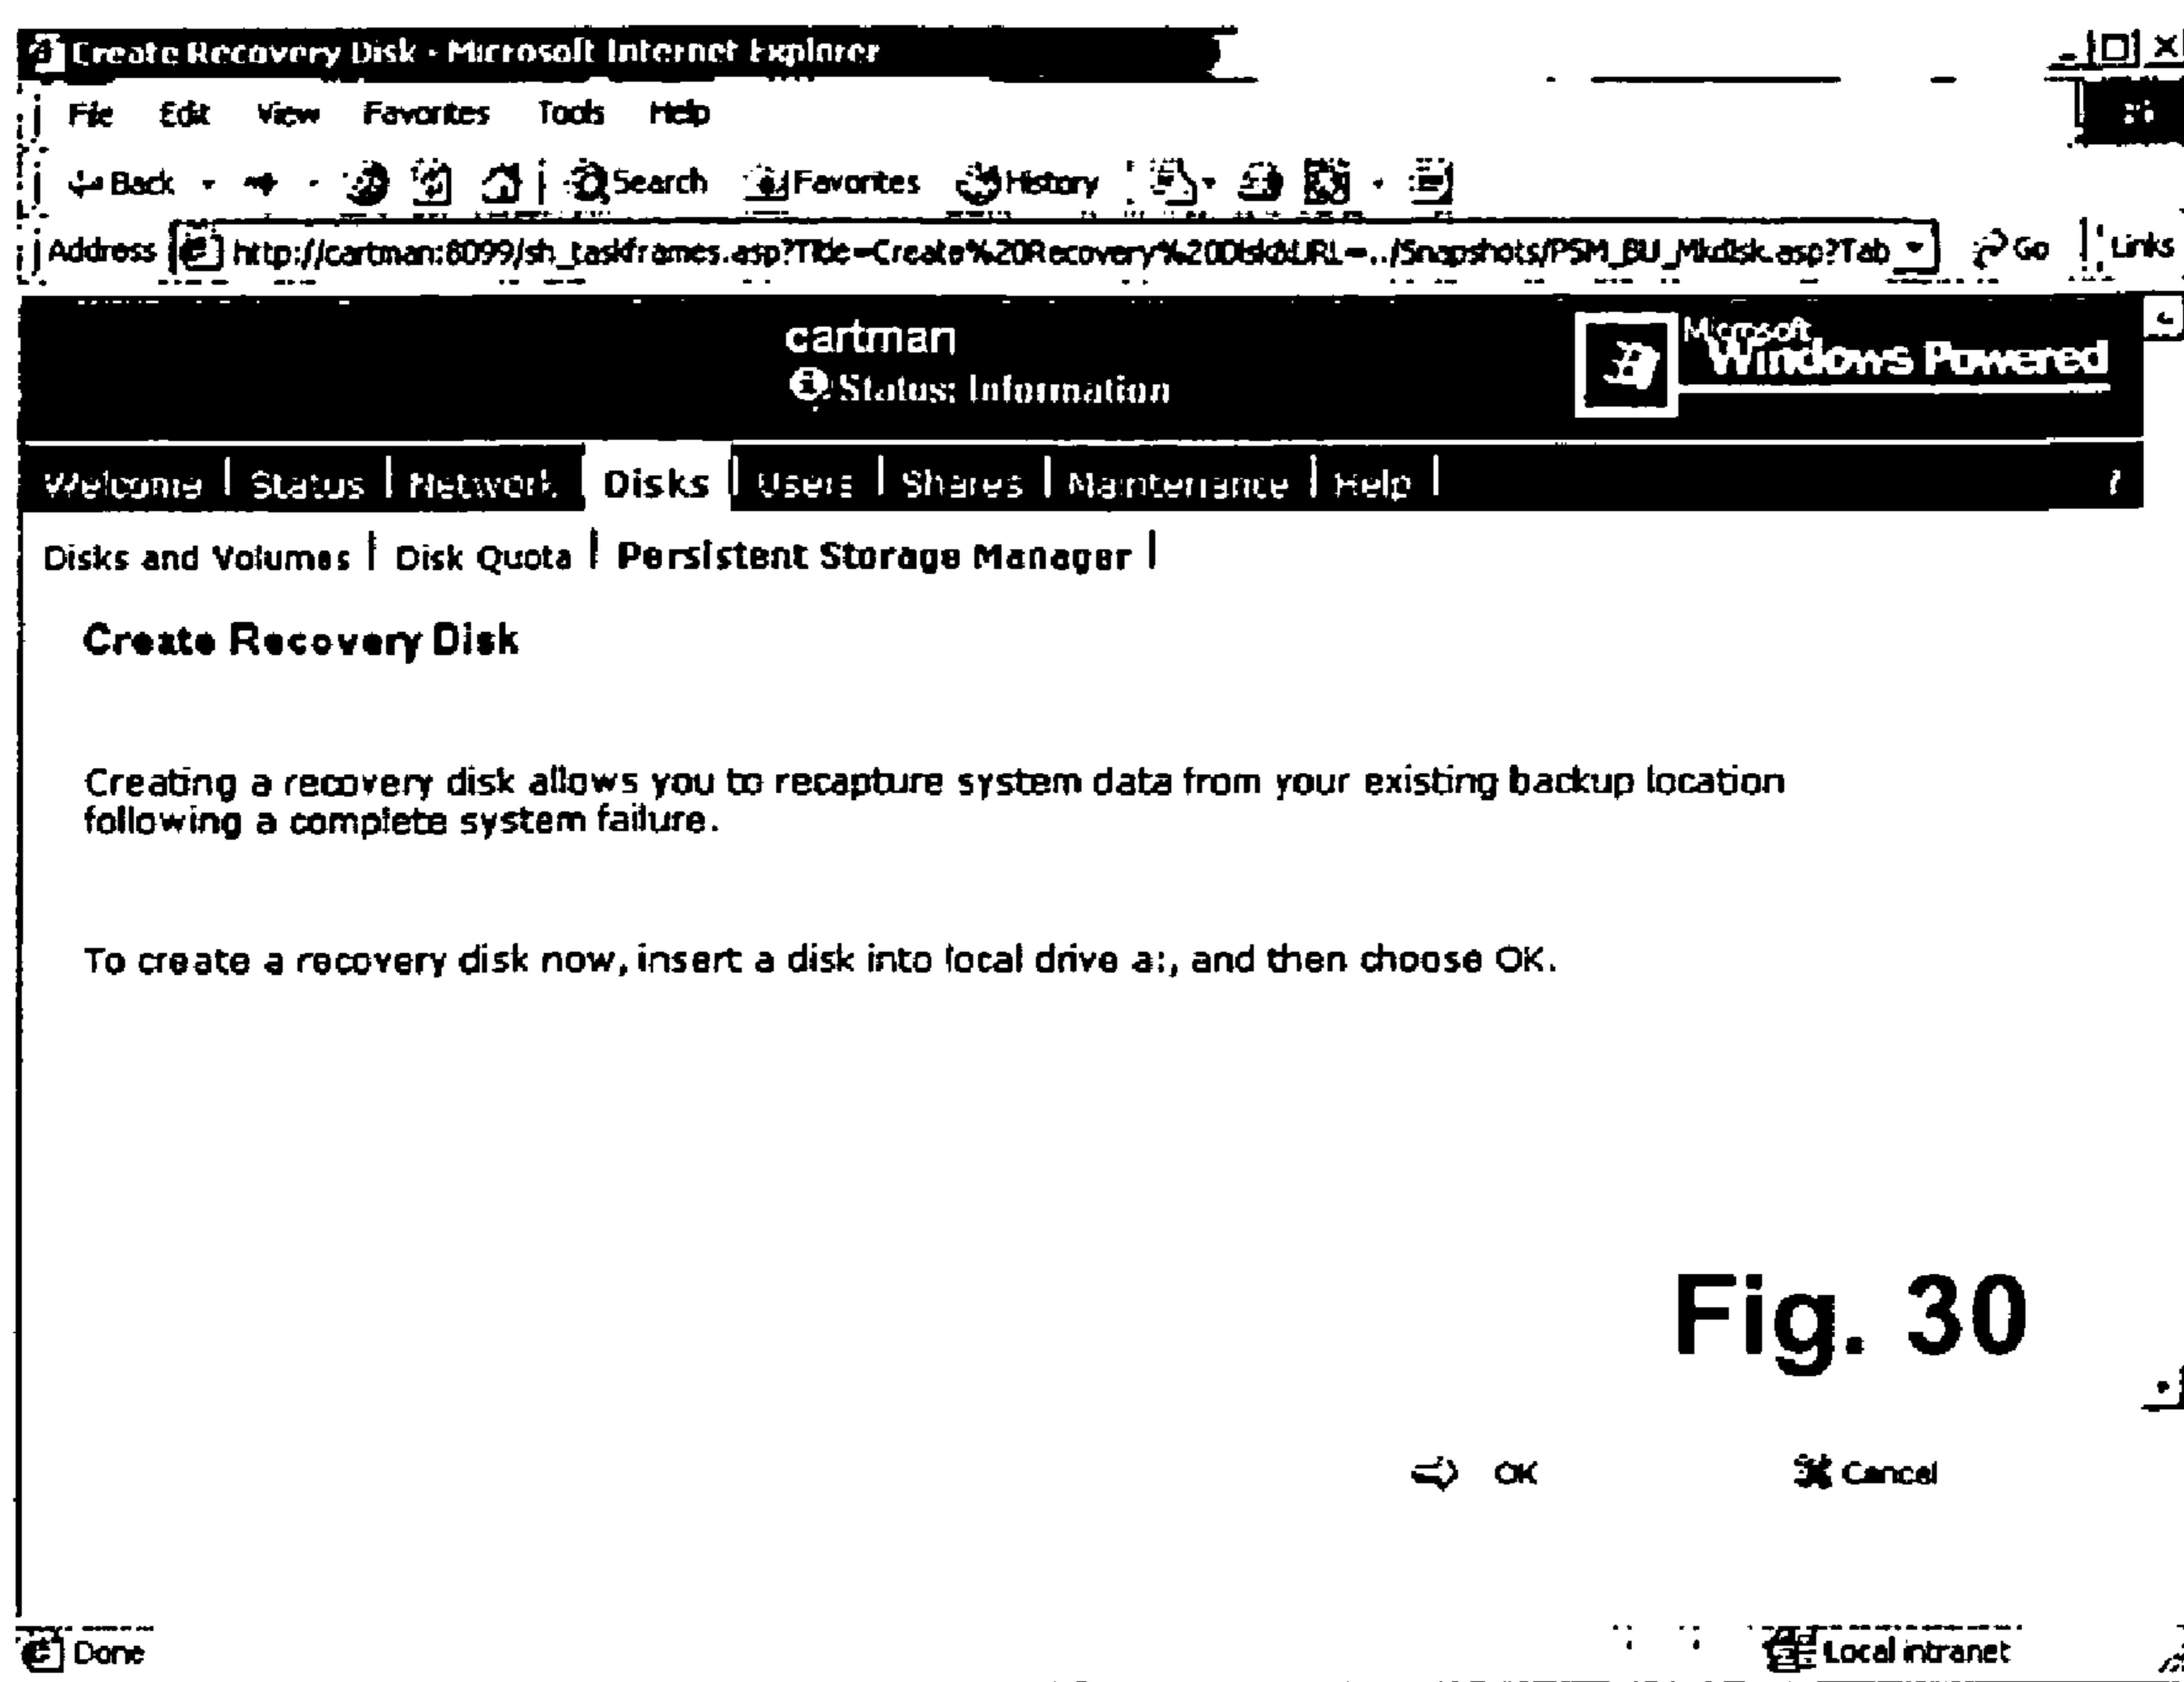 Create Recovery Disk - Microsoft Internet Explorer
File Edit View Favorites Tools Help
Back Search Favorites History
Address http://cartman:8099/sh_taskframes.asp?Title=Create%20Recovery%20Disk&URL=../Snapshots/PSM_BU_MkDisk.asp?Tab Go Links
cartman
Status: Information
Microsoft
Windows Powered
Welcome | Status | Network | Disks | Users | Shares | Maintenance | Help | ?
Disks and Volumes | Disk Quota | Persistent Storage Manager |
Create Recovery Disk
Creating a recovery disk allows you to recapture system data from your existing backup location
following a complete system failure.
To create a recovery disk now, insert a disk into local drive a:, and then choose OK.
Fig. 30
OK Cancel
Done Local intranet